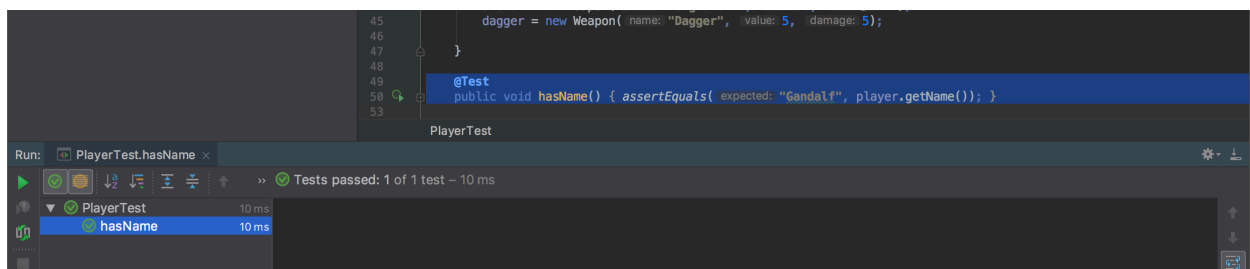 45 dagger = new Weapon( name: "Dagger", value: 5, damage: 5);
46
47 }
48
49 @Test
50 public void hasName() { assertEquals( expected: "Gandalf", player.getName()); }
53
PlayerTest
Run: PlayerTest.hasName ×
» Tests passed: 1 of 1 test – 10 ms
PlayerTest 10 ms
hasName 10 ms